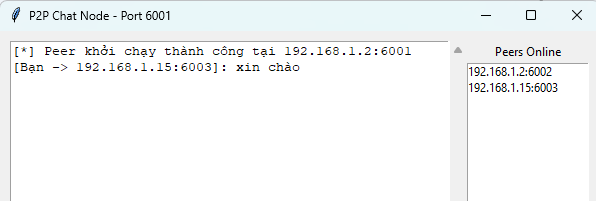 P2P Chat Node - Port 6001
[*] Peer khởi chạy thành công tại 192.168.1.2:6001
[Bạn -> 192.168.1.15:6003]: xin chào
Peers Online
192.168.1.2:6002
192.168.1.15:6003